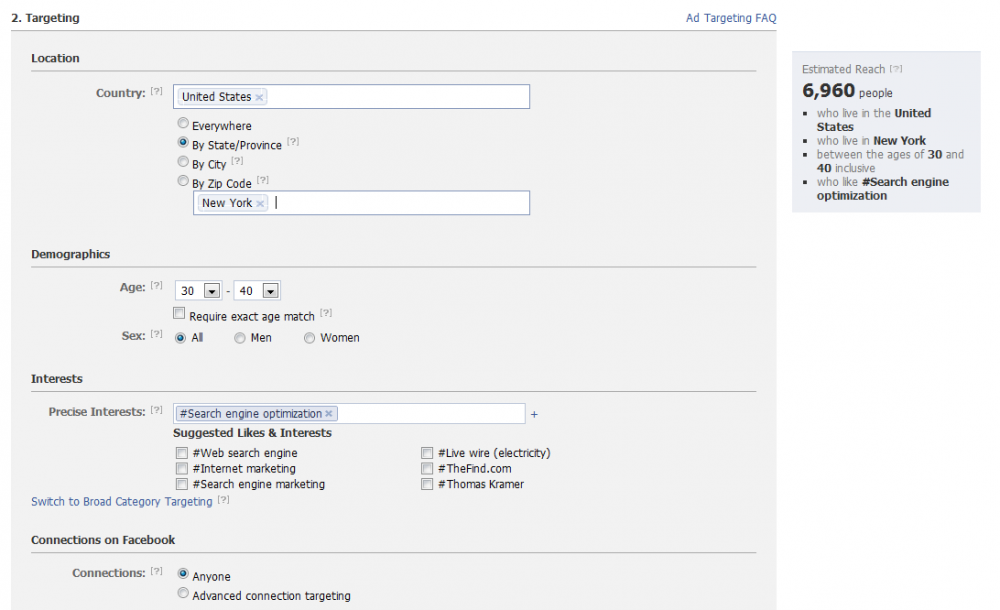 2. Targeting
Ad Targeting FAQ
Location
Country: [?] United States ×
Everywhere
By State/Province [?]
By City [?]
By Zip Code [?]
New York ×
Demographics
Age: [?] 30 - 40
Require exact age match [?]
Sex: [?] All Men Women
Interests
Precise Interests: [?] #Search engine optimization × +
Suggested Likes & Interests
#Web search engine #Live wire (electricity)
#Internet marketing #TheFind.com
#Search engine marketing #Thomas Kramer
Switch to Broad Category Targeting [?]
Connections on Facebook
Connections: [?] Anyone
Advanced connection targeting
Estimated Reach [?]
6,960 people
who live in the United
States
who live in New York
between the ages of 30 and
40 inclusive
who like #Search engine
optimization